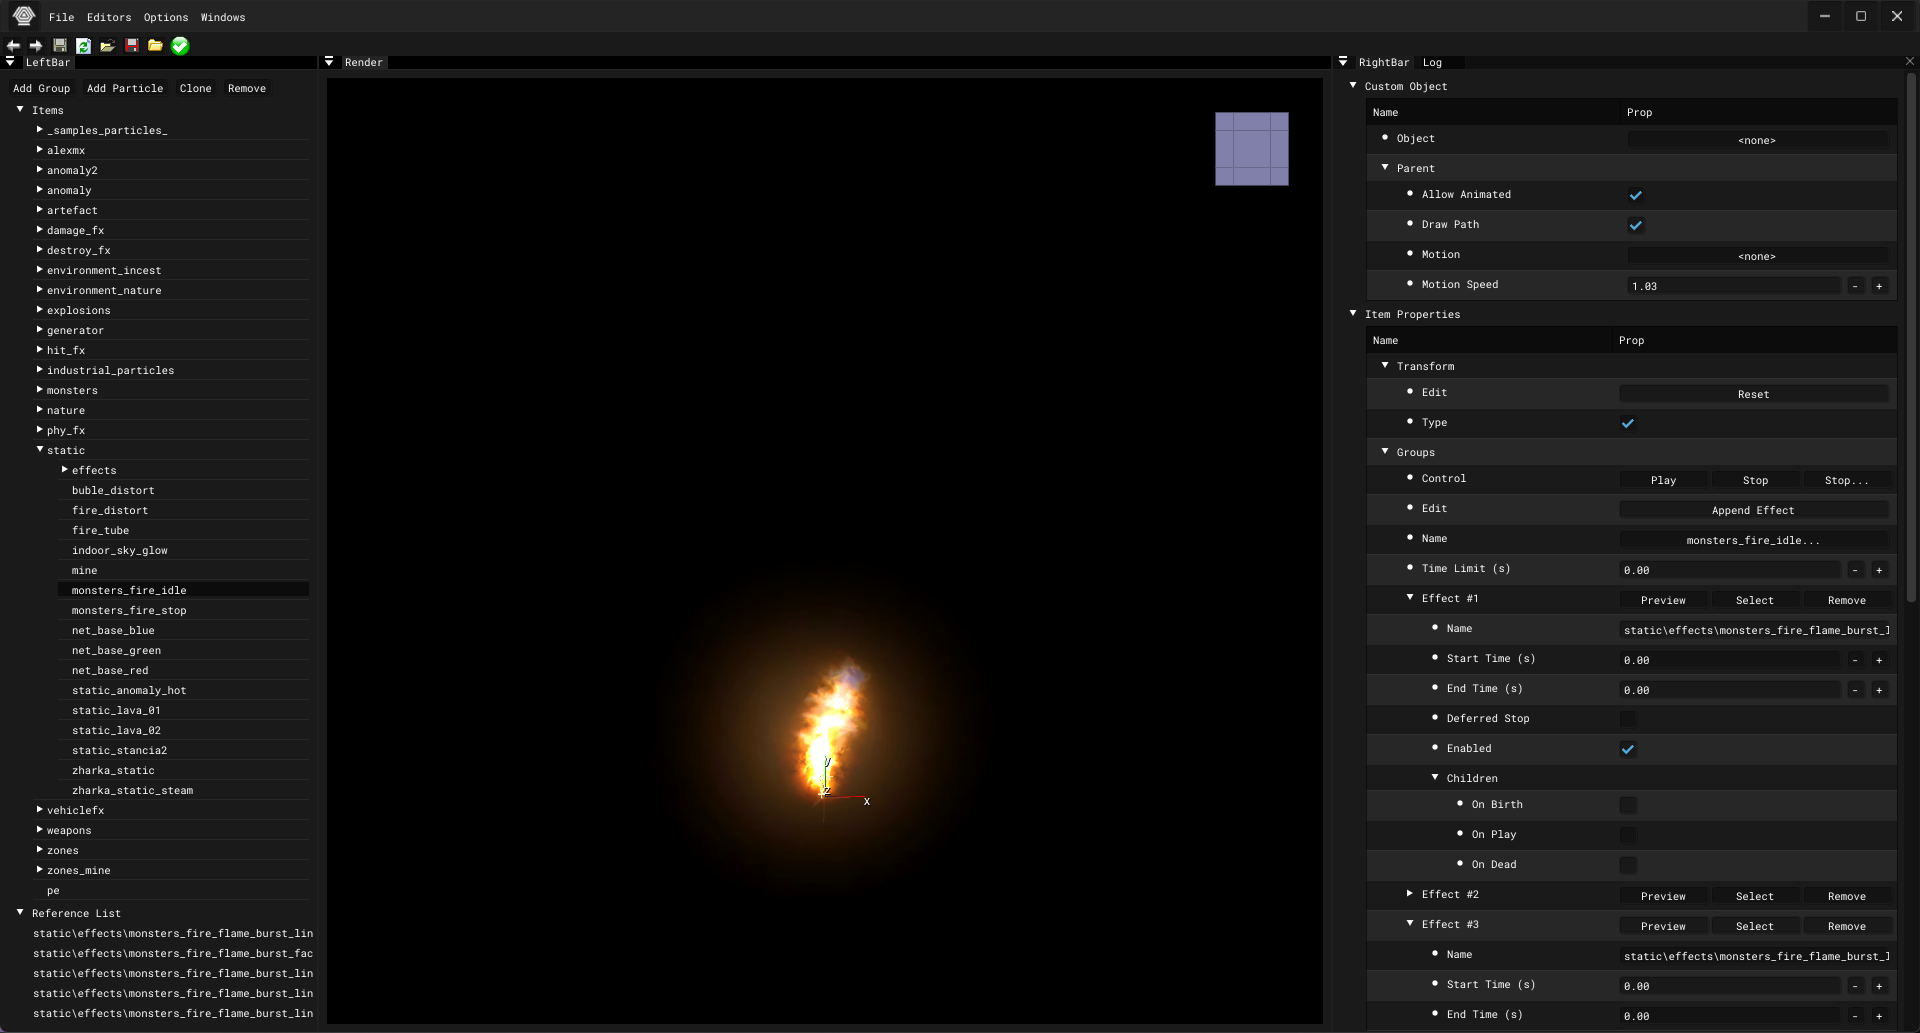 File Editors Options Windows
LeftBar
Add Group Add Particle Clone Remove
Items
_samples_particles_
alexmx
anomaly2
anomaly
artefact
damage_fx
destroy_fx
environment_incest
environment_nature
explosions
generator
hit_fx
industrial_particles
monsters
nature
phy_fx
static
effects
buble_distort
fire_distort
fire_tube
indoor_sky_glow
mine
monsters_fire_idle
monsters_fire_stop
net_base_blue
net_base_green
net_base_red
static_anomaly_hot
static_lava_01
static_lava_02
static_stancia2
zharka_static
zharka_static_steam
vehiclefx
weapons
zones
zones_mine
pe
Reference List
static\effects\monsters_fire_flame_burst_lin
static\effects\monsters_fire_flame_burst_fac
static\effects\monsters_fire_flame_burst_lin
static\effects\monsters_fire_flame_burst_lin
static\effects\monsters_fire_flame_burst_lin
Render
y
z
x
RightBar Log
Custom Object
Name Prop
Object <none>
Parent
Allow Animated
Draw Path
Motion <none>
Motion Speed 1.03 - +
Item Properties
Name Prop
Transform
Edit Reset
Type
Groups
Control Play Stop Stop...
Edit Append Effect
Name monsters_fire_idle...
Time Limit (s) 0.00 - +
Effect #1 Preview Select Remove
Name static\effects\monsters_fire_flame_burst_l
Start Time (s) 0.00 - +
End Time (s) 0.00 - +
Deferred Stop
Enabled
Children
On Birth
On Play
On Dead
Effect #2 Preview Select Remove
Effect #3 Preview Select Remove
Name static\effects\monsters_fire_flame_burst_l
Start Time (s) 0.00 - +
End Time (s) 0.00 - +